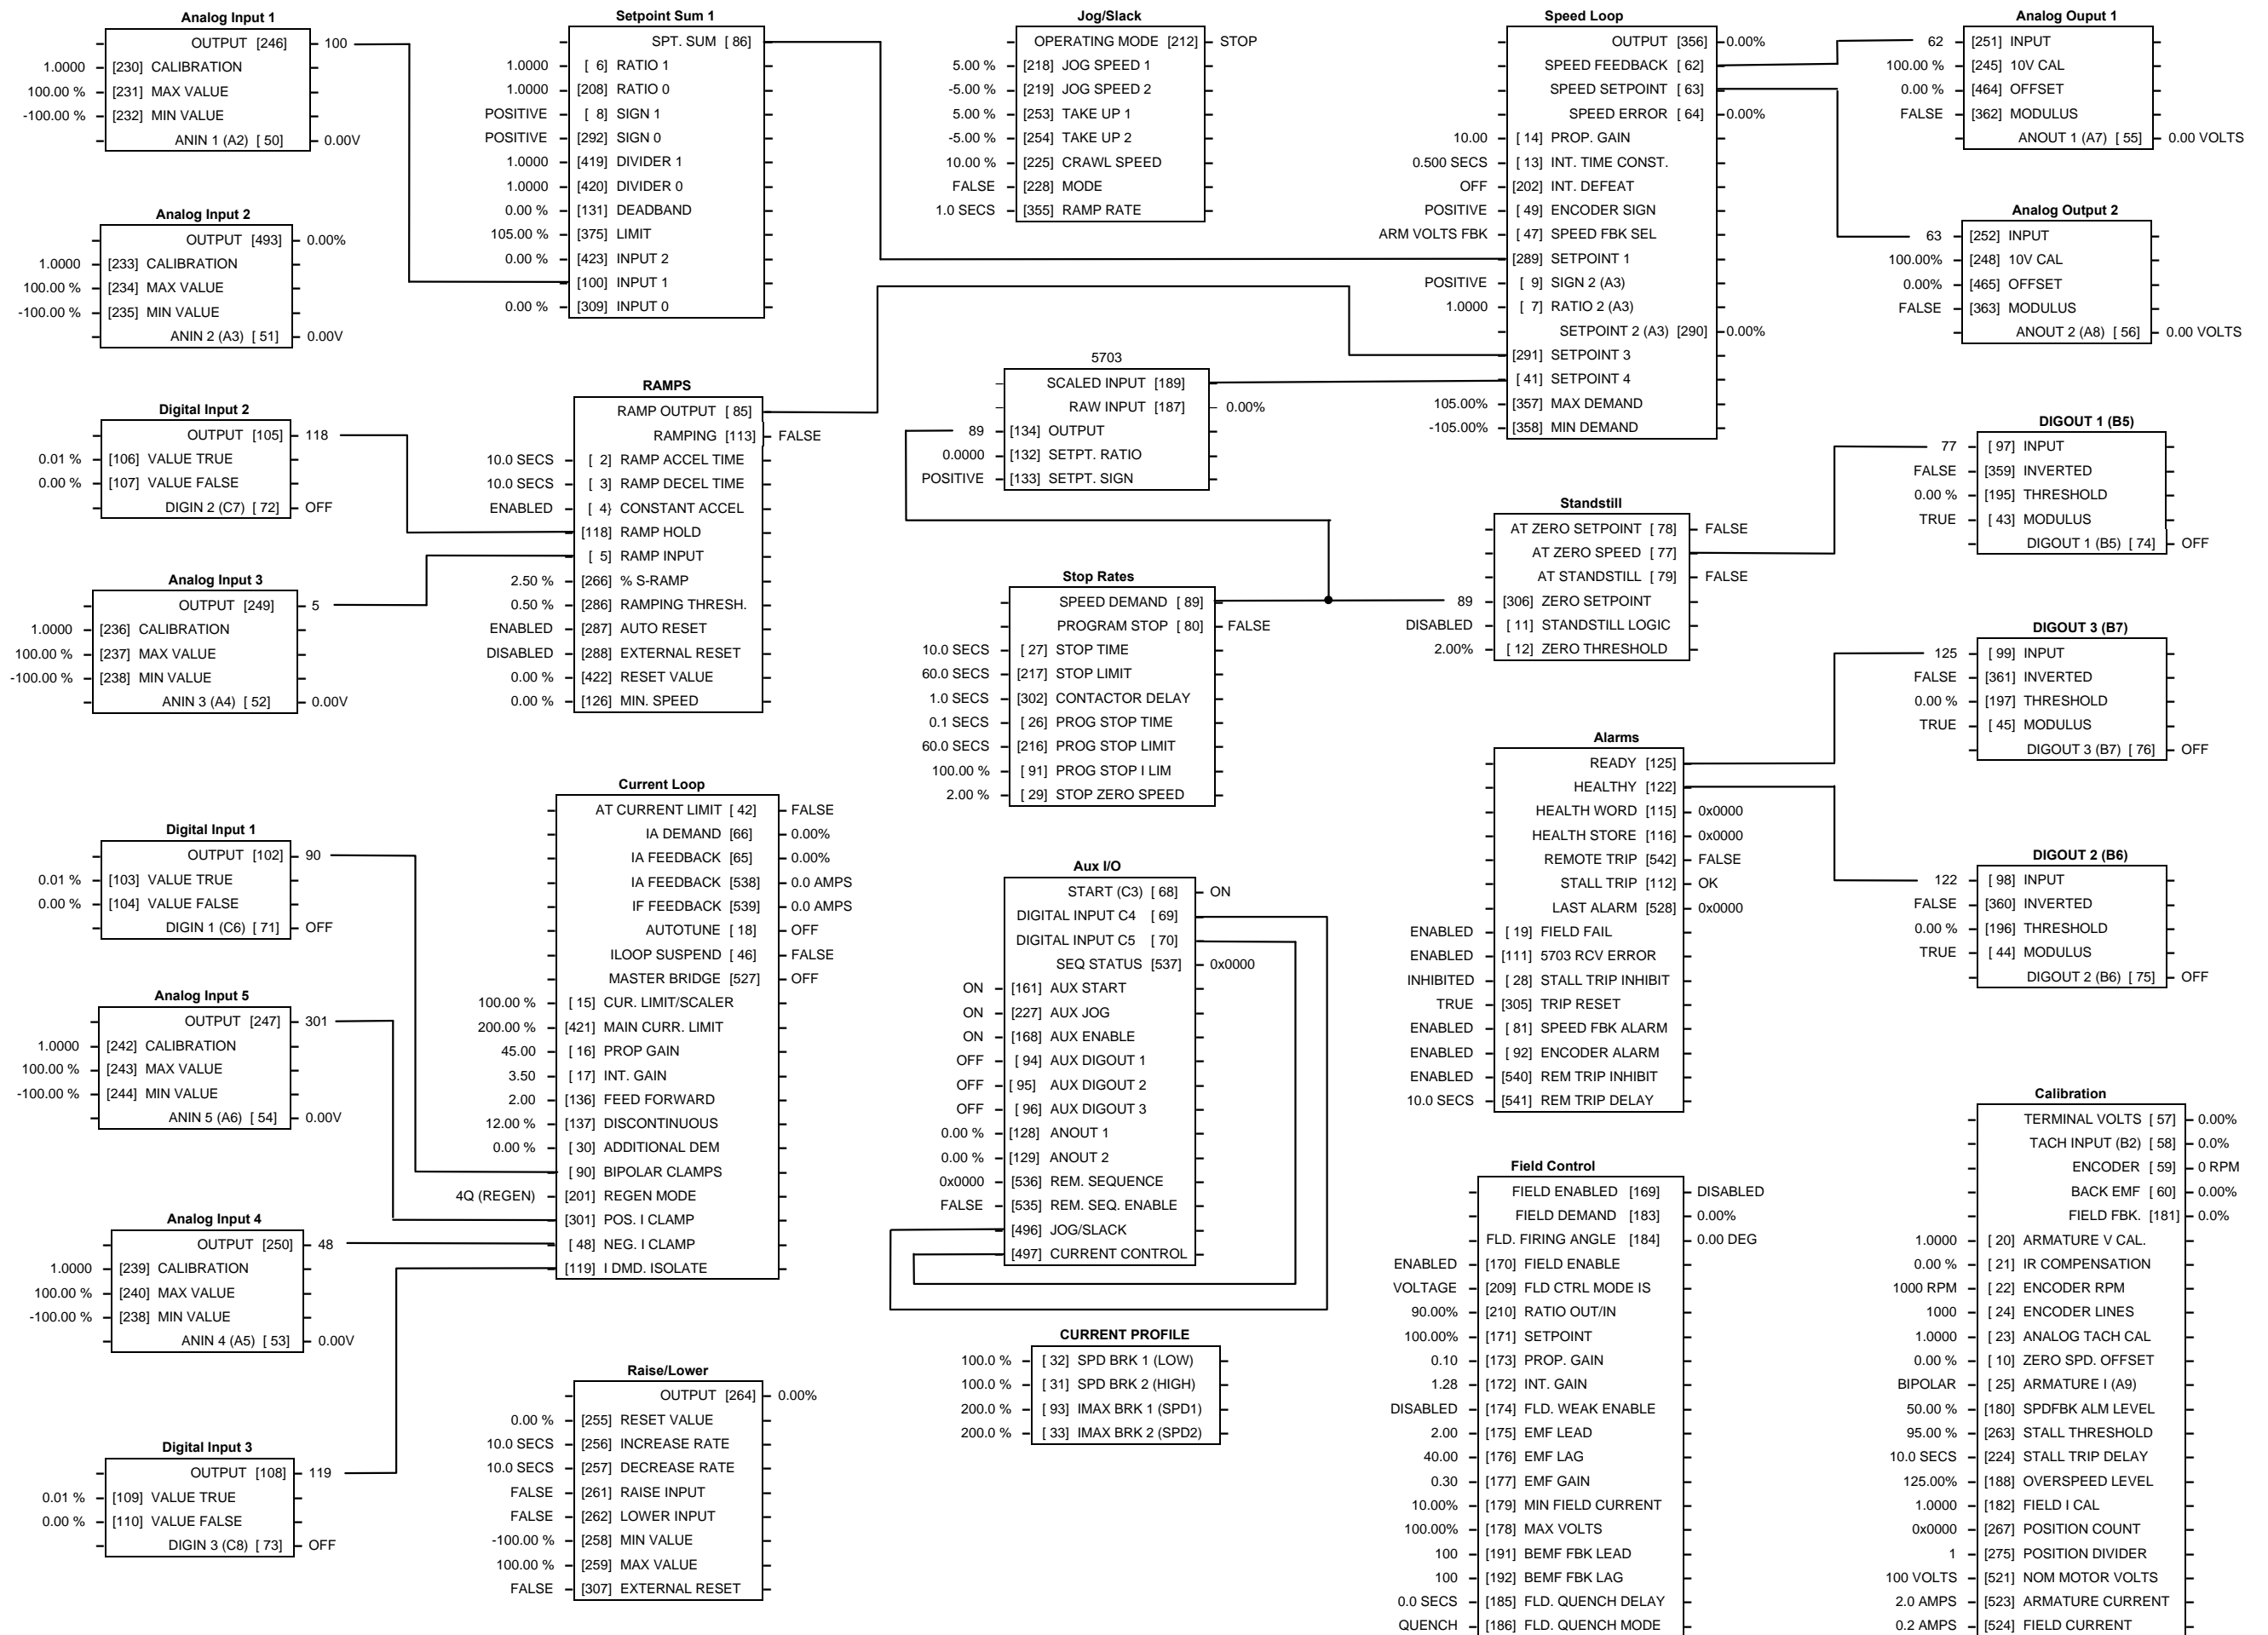 Analog Input 1
OUTPUT [246] 100
1.0000 [230] CALIBRATION
100.00 % [231] MAX VALUE
-100.00 % [232] MIN VALUE
ANIN 1 (A2) [ 50] 0.00V
Analog Input 2
OUTPUT [493] 0.00%
1.0000 [233] CALIBRATION
100.00 % [234] MAX VALUE
-100.00 % [235] MIN VALUE
ANIN 2 (A3) [ 51] 0.00V
Digital Input 2
OUTPUT [105] 118
0.01 % [106] VALUE TRUE
0.00 % [107] VALUE FALSE
DIGIN 2 (C7) [ 72] OFF
Analog Input 3
OUTPUT [249] 5
1.0000 [236] CALIBRATION
100.00 % [237] MAX VALUE
-100.00 % [238] MIN VALUE
ANIN 3 (A4) [ 52] 0.00V
Digital Input 1
OUTPUT [102] 90
0.01 % [103] VALUE TRUE
0.00 % [104] VALUE FALSE
DIGIN 1 (C6) [ 71] OFF
Analog Input 5
OUTPUT [247] 301
1.0000 [242] CALIBRATION
100.00 % [243] MAX VALUE
-100.00 % [244] MIN VALUE
ANIN 5 (A6) [ 54] 0.00V
Analog Input 4
OUTPUT [250] 48
1.0000 [239] CALIBRATION
100.00 % [240] MAX VALUE
-100.00 % [238] MIN VALUE
ANIN 4 (A5) [ 53] 0.00V
Digital Input 3
OUTPUT [108] 119
0.01 % [109] VALUE TRUE
0.00 % [110] VALUE FALSE
DIGIN 3 (C8) [ 73] OFF
Setpoint Sum 1
SPT. SUM [ 86]
1.0000 [ 6] RATIO 1
1.0000 [208] RATIO 0
POSITIVE [ 8] SIGN 1
POSITIVE [292] SIGN 0
1.0000 [419] DIVIDER 1
1.0000 [420] DIVIDER 0
0.00 % [131] DEADBAND
105.00 % [375] LIMIT
0.00 % [423] INPUT 2
[100] INPUT 1
0.00 % [309] INPUT 0
RAMPS
RAMP OUTPUT [ 85]
RAMPING [113] FALSE
10.0 SECS [ 2] RAMP ACCEL TIME
10.0 SECS [ 3] RAMP DECEL TIME
ENABLED [ 4} CONSTANT ACCEL
[118] RAMP HOLD
[ 5] RAMP INPUT
2.50 % [266] % S-RAMP
0.50 % [286] RAMPING THRESH.
ENABLED [287] AUTO RESET
DISABLED [288] EXTERNAL RESET
0.00 % [422] RESET VALUE
0.00 % [126] MIN. SPEED
Current Loop
AT CURRENT LIMIT [ 42] FALSE
IA DEMAND [66] 0.00%
IA FEEDBACK [65] 0.00%
IA FEEDBACK [538] 0.0 AMPS
IF FEEDBACK [539] 0.0 AMPS
AUTOTUNE [ 18] OFF
ILOOP SUSPEND [ 46] FALSE
MASTER BRIDGE [527] OFF
100.00 % [ 15] CUR. LIMIT/SCALER
200.00 % [421] MAIN CURR. LIMIT
45.00 [ 16] PROP GAIN
3.50 [ 17] INT. GAIN
2.00 [136] FEED FORWARD
12.00 % [137] DISCONTINUOUS
0.00 % [ 30] ADDITIONAL DEM
[ 90] BIPOLAR CLAMPS
4Q (REGEN) [201] REGEN MODE
[301] POS. I CLAMP
[ 48] NEG. I CLAMP
[119] I DMD. ISOLATE
Raise/Lower
OUTPUT [264] 0.00%
0.00 % [255] RESET VALUE
10.0 SECS [256] INCREASE RATE
10.0 SECS [257] DECREASE RATE
FALSE [261] RAISE INPUT
FALSE [262] LOWER INPUT
-100.00 % [258] MIN VALUE
100.00 % [259] MAX VALUE
FALSE [307] EXTERNAL RESET
Jog/Slack
OPERATING MODE [212] STOP
5.00 % [218] JOG SPEED 1
-5.00 % [219] JOG SPEED 2
5.00 % [253] TAKE UP 1
-5.00 % [254] TAKE UP 2
10.00 % [225] CRAWL SPEED
FALSE [228] MODE
1.0 SECS [355] RAMP RATE
5703
SCALED INPUT [189]
RAW INPUT [187] 0.00%
89 [134] OUTPUT
0.0000 [132] SETPT. RATIO
POSITIVE [133] SETPT. SIGN
Stop Rates
SPEED DEMAND [ 89]
PROGRAM STOP [ 80] FALSE
10.0 SECS [ 27] STOP TIME
60.0 SECS [217] STOP LIMIT
1.0 SECS [302] CONTACTOR DELAY
0.1 SECS [ 26] PROG STOP TIME
60.0 SECS [216] PROG STOP LIMIT
100.00 % [ 91] PROG STOP I LIM
2.00 % [ 29] STOP ZERO SPEED
Aux I/O
START (C3) [ 68] ON
DIGITAL INPUT C4 [ 69]
DIGITAL INPUT C5 [ 70]
SEQ STATUS [537] 0x0000
ON [161] AUX START
ON [227] AUX JOG
ON [168] AUX ENABLE
OFF [ 94] AUX DIGOUT 1
OFF [ 95] AUX DIGOUT 2
OFF [ 96] AUX DIGOUT 3
0.00 % [128] ANOUT 1
0.00 % [129] ANOUT 2
0x0000 [536] REM. SEQUENCE
FALSE [535] REM. SEQ. ENABLE
[496] JOG/SLACK
[497] CURRENT CONTROL
CURRENT PROFILE
100.0 % [ 32] SPD BRK 1 (LOW)
100.0 % [ 31] SPD BRK 2 (HIGH)
200.0 % [ 93] IMAX BRK 1 (SPD1)
200.0 % [ 33] IMAX BRK 2 (SPD2)
Speed Loop
OUTPUT [356] 0.00%
SPEED FEEDBACK [ 62]
SPEED SETPOINT [ 63]
SPEED ERROR [ 64] 0.00%
10.00 [ 14] PROP. GAIN
0.500 SECS [ 13] INT. TIME CONST.
OFF [202] INT. DEFEAT
POSITIVE [ 49] ENCODER SIGN
ARM VOLTS FBK [ 47] SPEED FBK SEL
[289] SETPOINT 1
POSITIVE [ 9] SIGN 2 (A3)
1.0000 [ 7] RATIO 2 (A3)
SETPOINT 2 (A3) [290] 0.00%
[291] SETPOINT 3
[ 41] SETPOINT 4
105.00% [357] MAX DEMAND
-105.00% [358] MIN DEMAND
Standstill
AT ZERO SETPOINT [ 78] FALSE
AT ZERO SPEED [ 77]
AT STANDSTILL [ 79] FALSE
89 [306] ZERO SETPOINT
DISABLED [ 11] STANDSTILL LOGIC
2.00% [ 12] ZERO THRESHOLD
Alarms
READY [125]
HEALTHY [122]
HEALTH WORD [115] 0x0000
HEALTH STORE [116] 0x0000
REMOTE TRIP [542] FALSE
STALL TRIP [112] OK
LAST ALARM [528] 0x0000
ENABLED [ 19] FIELD FAIL
ENABLED [111] 5703 RCV ERROR
INHIBITED [ 28] STALL TRIP INHIBIT
TRUE [305] TRIP RESET
ENABLED [ 81] SPEED FBK ALARM
ENABLED [ 92] ENCODER ALARM
ENABLED [540] REM TRIP INHIBIT
10.0 SECS [541] REM TRIP DELAY
Field Control
FIELD ENABLED [169] DISABLED
FIELD DEMAND [183] 0.00%
FLD. FIRING ANGLE [184] 0.00 DEG
ENABLED [170] FIELD ENABLE
VOLTAGE [209] FLD CTRL MODE IS
90.00% [210] RATIO OUT/IN
100.00% [171] SETPOINT
0.10 [173] PROP. GAIN
1.28 [172] INT. GAIN
DISABLED [174] FLD. WEAK ENABLE
2.00 [175] EMF LEAD
40.00 [176] EMF LAG
0.30 [177] EMF GAIN
10.00% [179] MIN FIELD CURRENT
100.00% [178] MAX VOLTS
100 [191] BEMF FBK LEAD
100 [192] BEMF FBK LAG
0.0 SECS [185] FLD. QUENCH DELAY
QUENCH [186] FLD. QUENCH MODE
Analog Ouput 1
62 [251] INPUT
100.00 % [245] 10V CAL
0.00 % [464] OFFSET
FALSE [362] MODULUS
ANOUT 1 (A7) [ 55] 0.00 VOLTS
Analog Output 2
63 [252] INPUT
100.00% [248] 10V CAL
0.00% [465] OFFSET
FALSE [363] MODULUS
ANOUT 2 (A8) [ 56] 0.00 VOLTS
DIGOUT 1 (B5)
77 [ 97] INPUT
FALSE [359] INVERTED
0.00 % [195] THRESHOLD
TRUE [ 43] MODULUS
DIGOUT 1 (B5) [ 74] OFF
DIGOUT 3 (B7)
125 [ 99] INPUT
FALSE [361] INVERTED
0.00 % [197] THRESHOLD
TRUE [ 45] MODULUS
DIGOUT 3 (B7) [ 76] OFF
DIGOUT 2 (B6)
122 [ 98] INPUT
FALSE [360] INVERTED
0.00 % [196] THRESHOLD
TRUE [ 44] MODULUS
DIGOUT 2 (B6) [ 75] OFF
Calibration
TERMINAL VOLTS [ 57] 0.00%
TACH INPUT (B2) [ 58] 0.0%
ENCODER [ 59] 0 RPM
BACK EMF [ 60] 0.00%
FIELD FBK. [181] 0.0%
1.0000 [ 20] ARMATURE V CAL.
0.00 % [ 21] IR COMPENSATION
1000 RPM [ 22] ENCODER RPM
1000 [ 24] ENCODER LINES
1.0000 [ 23] ANALOG TACH CAL
0.00 % [ 10] ZERO SPD. OFFSET
BIPOLAR [ 25] ARMATURE I (A9)
50.00 % [180] SPDFBK ALM LEVEL
95.00 % [263] STALL THRESHOLD
10.0 SECS [224] STALL TRIP DELAY
125.00% [188] OVERSPEED LEVEL
1.0000 [182] FIELD I CAL
0x0000 [267] POSITION COUNT
1 [275] POSITION DIVIDER
100 VOLTS [521] NOM MOTOR VOLTS
2.0 AMPS [523] ARMATURE CURRENT
0.2 AMPS [524] FIELD CURRENT